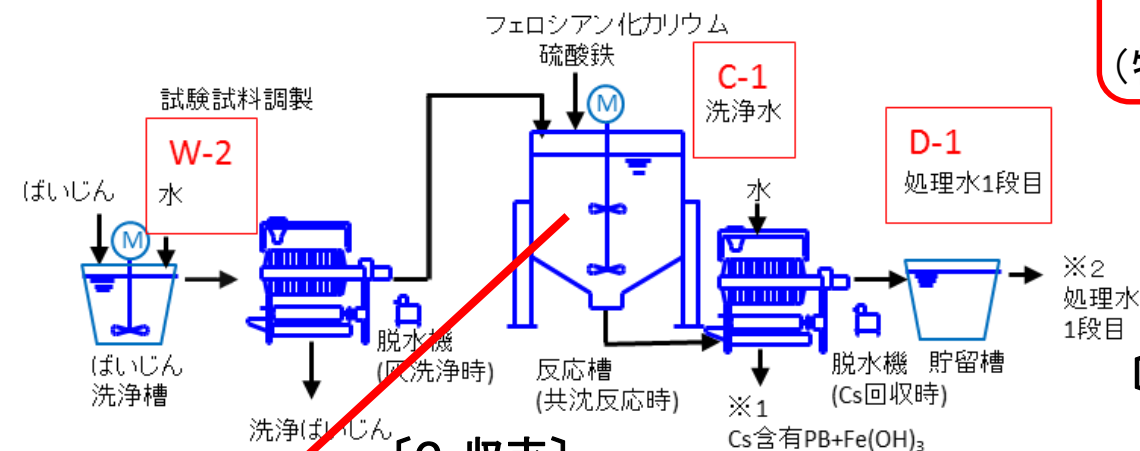 フェロシアン化カリウム
硫酸鉄
(特
C-1
洗浄水
試験試料調製
W-2
水
D-1
処理水1段目
ばいじん
M
M
水
※2
処理水
1段目
脱水機
(灰洗浄時)
ばいじん
洗浄槽
反応槽
(共沈反応時)
脱水機
(Cs回収時)
貯留槽
洗浄ばいじん
※1
Cs含有PB+Fe(OH)₃